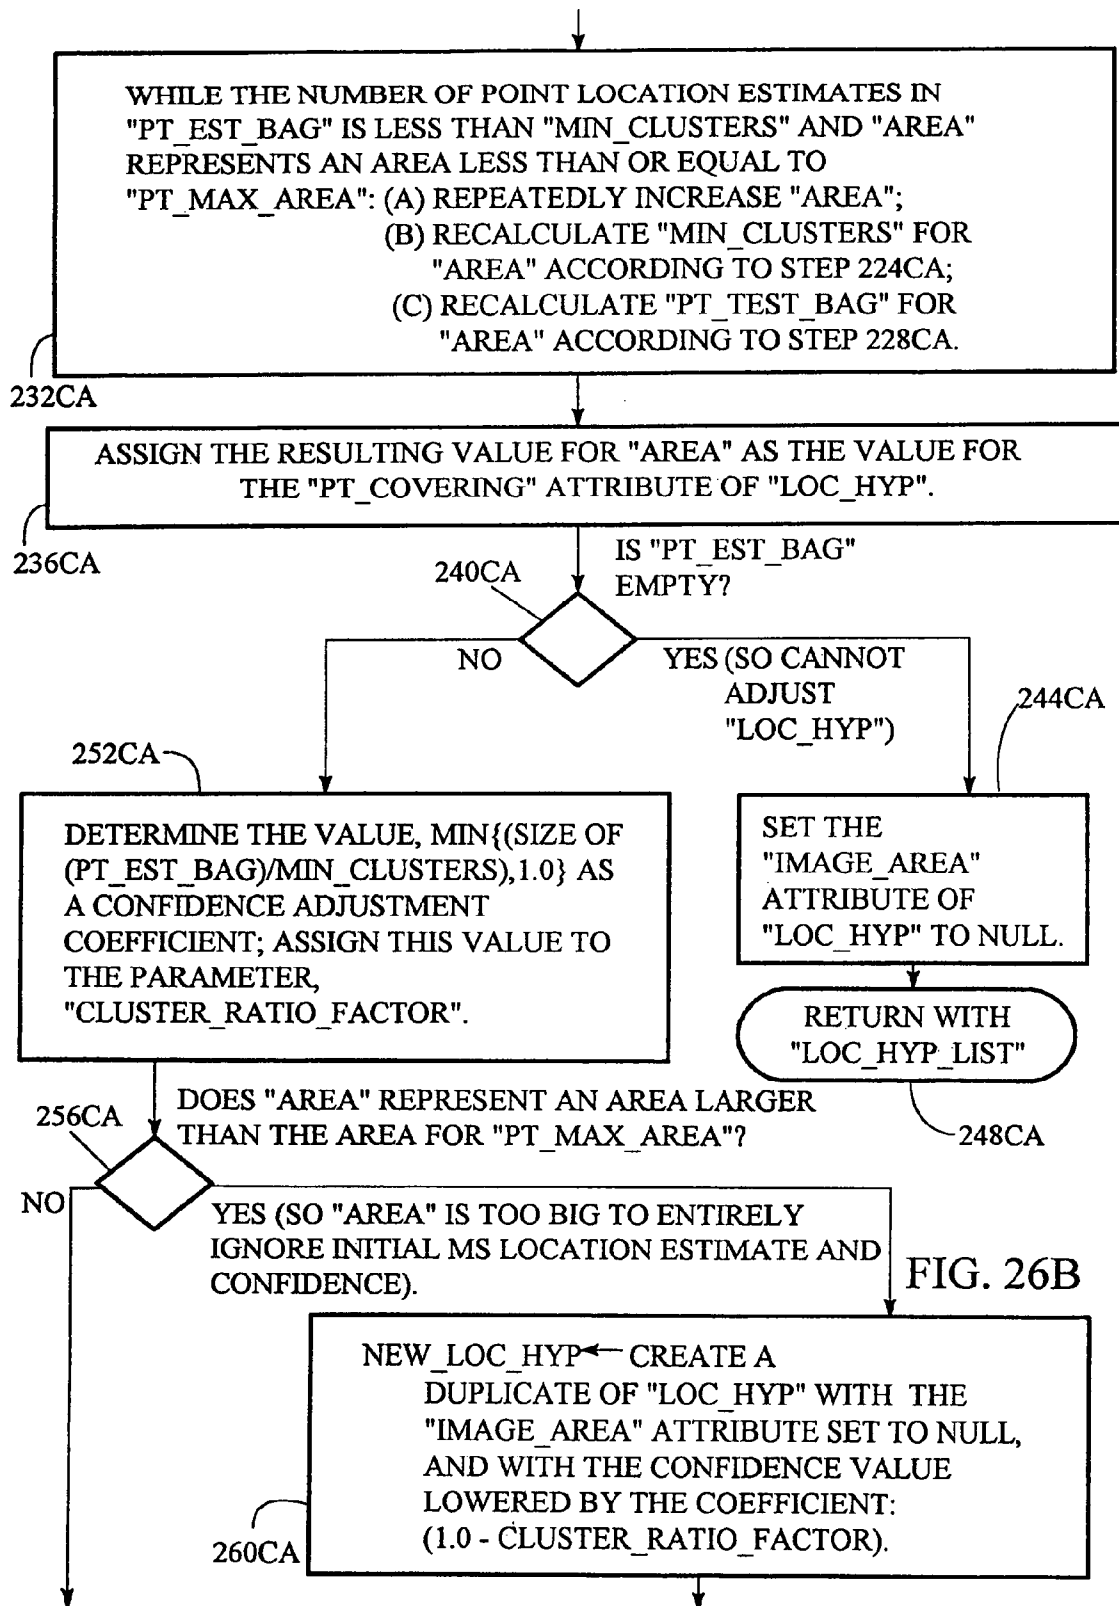 WHILE THE NUMBER OF POINT LOCATION ESTIMATES IN
"PT_EST_BAG" IS LESS THAN "MIN_CLUSTERS" AND "AREA"
REPRESENTS AN AREA LESS THAN OR EQUAL TO
"PT_MAX_AREA": (A) REPEATEDLY INCREASE "AREA";
(B) RECALCULATE "MIN_CLUSTERS" FOR
"AREA" ACCORDING TO STEP 224CA;
(C) RECALCULATE "PT_TEST_BAG" FOR
"AREA" ACCORDING TO STEP 228CA.
232CA
ASSIGN THE RESULTING VALUE FOR "AREA" AS THE VALUE FOR
THE "PT_COVERING" ATTRIBUTE OF "LOC_HYP".
236CA
IS "PT_EST_BAG"
EMPTY?
240CA
NO
YES (SO CANNOT
ADJUST
"LOC_HYP")
244CA
252CA
DETERMINE THE VALUE, MIN{(SIZE OF
(PT_EST_BAG)/MIN_CLUSTERS),1.0} AS
A CONFIDENCE ADJUSTMENT
COEFFICIENT; ASSIGN THIS VALUE TO
THE PARAMETER,
"CLUSTER_RATIO_FACTOR".
SET THE
"IMAGE_AREA"
ATTRIBUTE OF
"LOC_HYP" TO NULL.
RETURN WITH
"LOC_HYP_LIST"
248CA
DOES "AREA" REPRESENT AN AREA LARGER
THAN THE AREA FOR "PT_MAX_AREA"?
256CA
NO
YES (SO "AREA" IS TOO BIG TO ENTIRELY
IGNORE INITIAL MS LOCATION ESTIMATE AND
CONFIDENCE).
FIG. 26B
NEW_LOC_HYP← CREATE A
DUPLICATE OF "LOC_HYP" WITH THE
"IMAGE_AREA" ATTRIBUTE SET TO NULL,
AND WITH THE CONFIDENCE VALUE
LOWERED BY THE COEFFICIENT:
(1.0 - CLUSTER_RATIO_FACTOR).
260CA